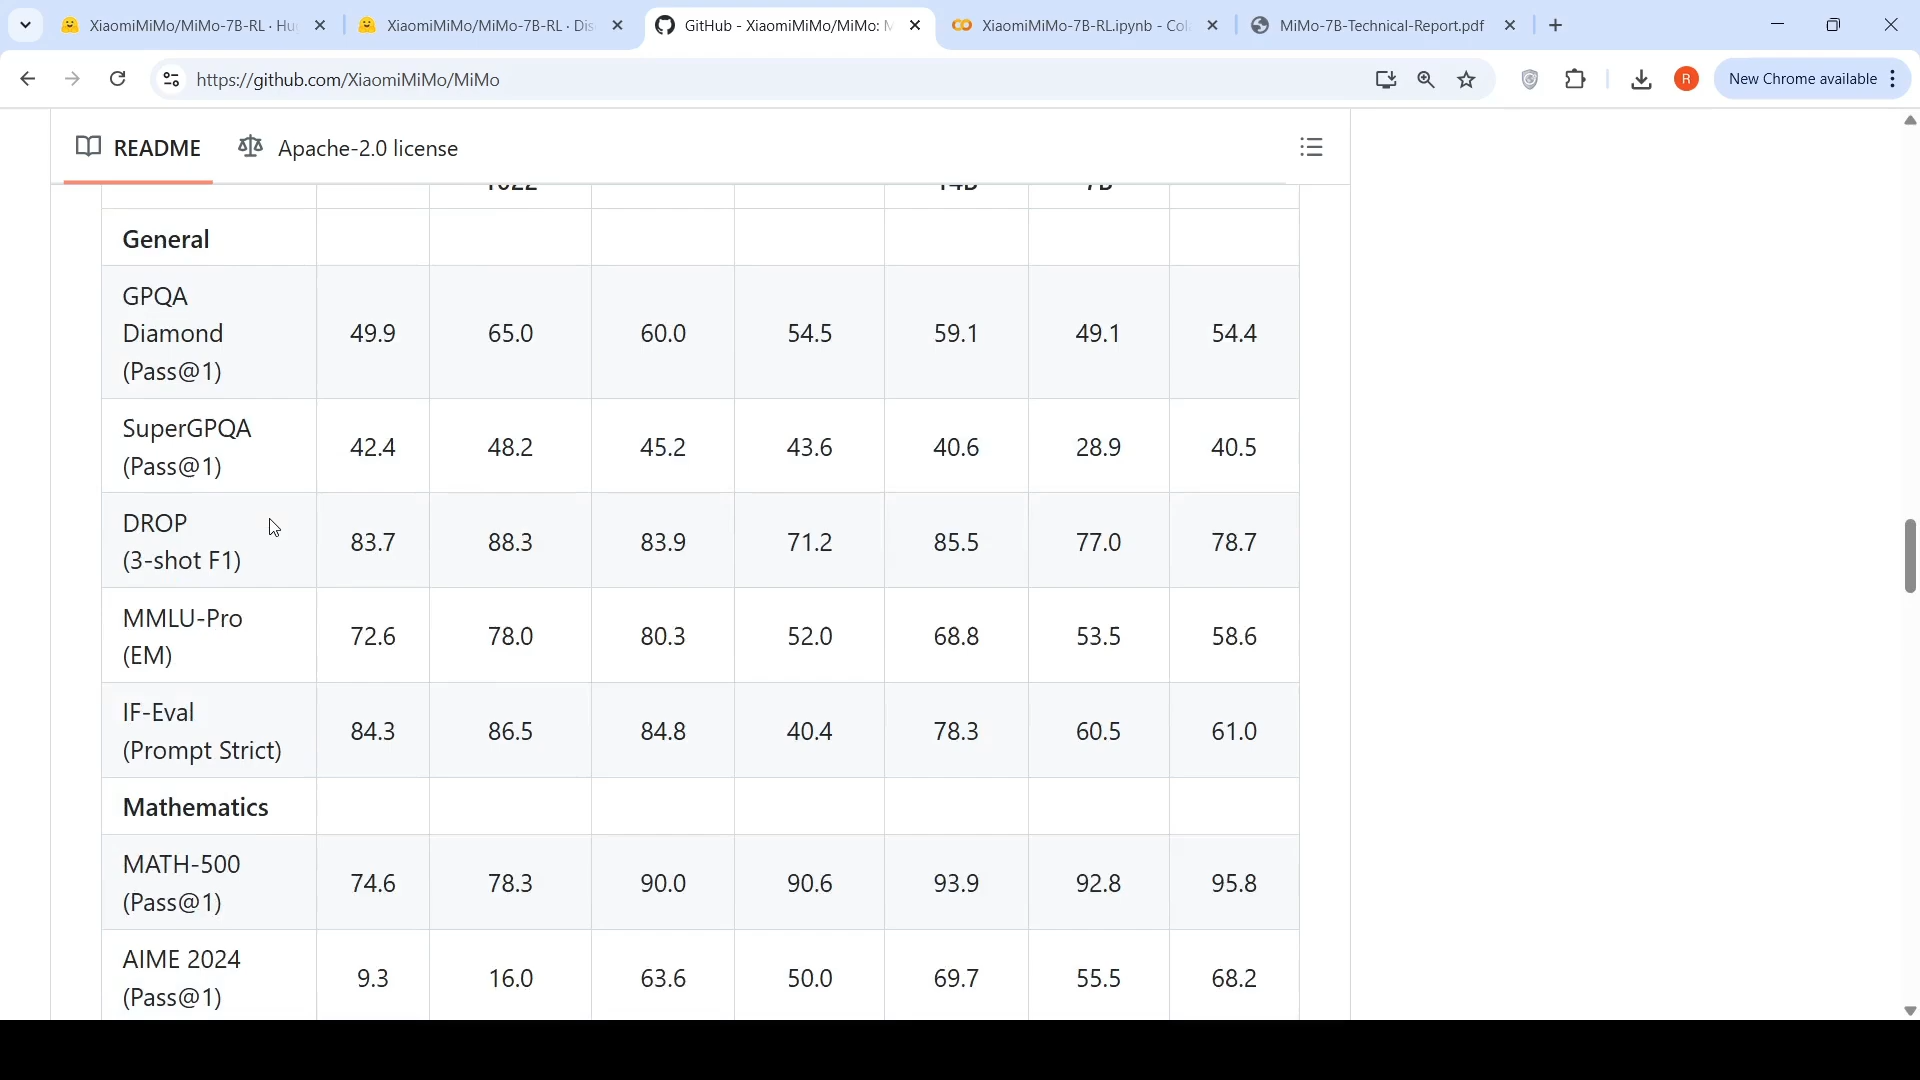 XiaomiMiMo/MiMo-7B-RL · Hu
XiaomiMiMo/MiMo-7B-RL · Dis
GitHub - XiaomiMiMo/MiMo: M
XiaomiMiMo-7B-RL.ipynb - Col
MiMo-7B-Technical-Report.pdf
https://github.com/XiaomiMiMo/MiMo
R
New Chrome available
README
Apache-2.0 license
1022 14B 7B
General
GPQA
Diamond
(Pass@1)
49.9 65.0 60.0 54.5 59.1 49.1 54.4
SuperGPQA
(Pass@1)
42.4 48.2 45.2 43.6 40.6 28.9 40.5
DROP
(3-shot F1)
83.7 88.3 83.9 71.2 85.5 77.0 78.7
MMLU-Pro
(EM)
72.6 78.0 80.3 52.0 68.8 53.5 58.6
IF-Eval
(Prompt Strict)
84.3 86.5 84.8 40.4 78.3 60.5 61.0
Mathematics
MATH-500
(Pass@1)
74.6 78.3 90.0 90.6 93.9 92.8 95.8
AIME 2024
(Pass@1)
9.3 16.0 63.6 50.0 69.7 55.5 68.2